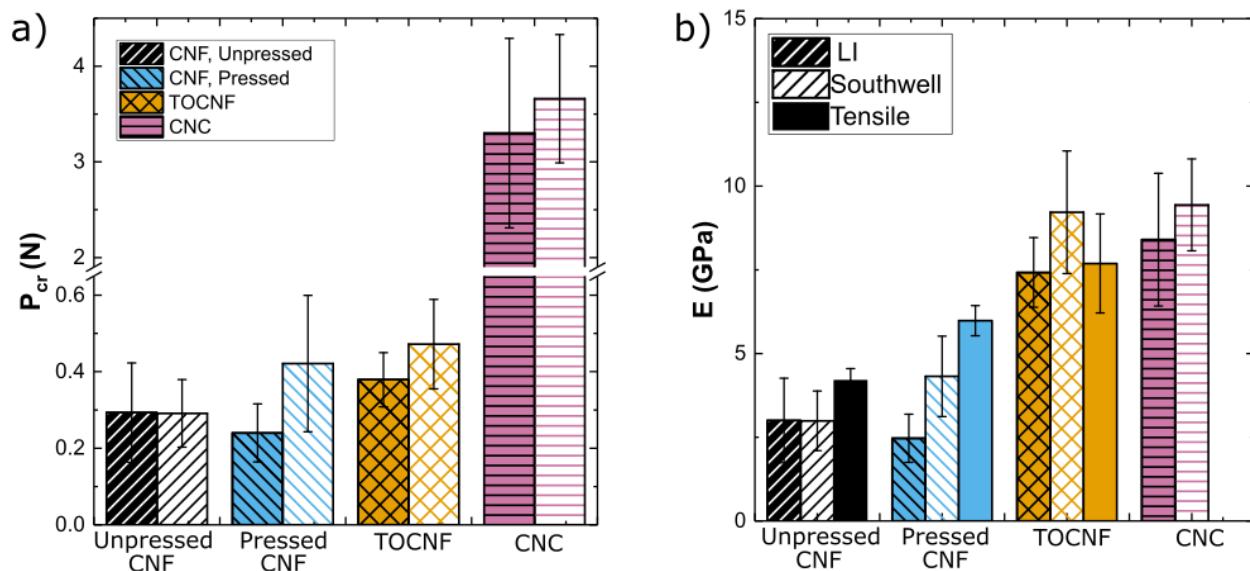 a)
CNF, Unpressed
CNF, Pressed
TOCNF
CNC
4
3
2
0.6
0.4
0.2
0.0
Pcr (N)
Unpressed CNF
Pressed CNF
TOCNF
CNC
b)
LI
Southwell
Tensile
15
10
5
0
E (GPa)
Unpressed CNF
Pressed CNF
TOCNF
CNC